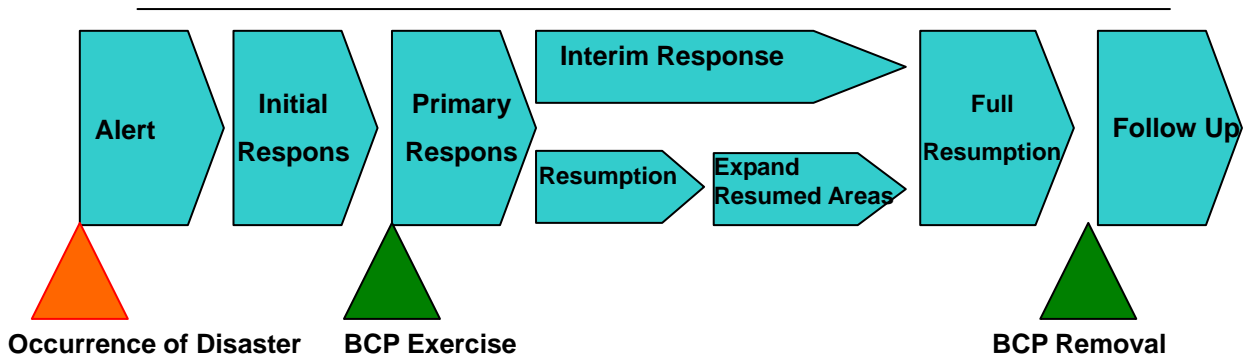 Alert
Initial
Respons
Primary
Respons
Interim Response
Resumption
Expand
Resumed Areas
Full
Resumption
Follow Up
Occurrence of Disaster
BCP Exercise
BCP Removal